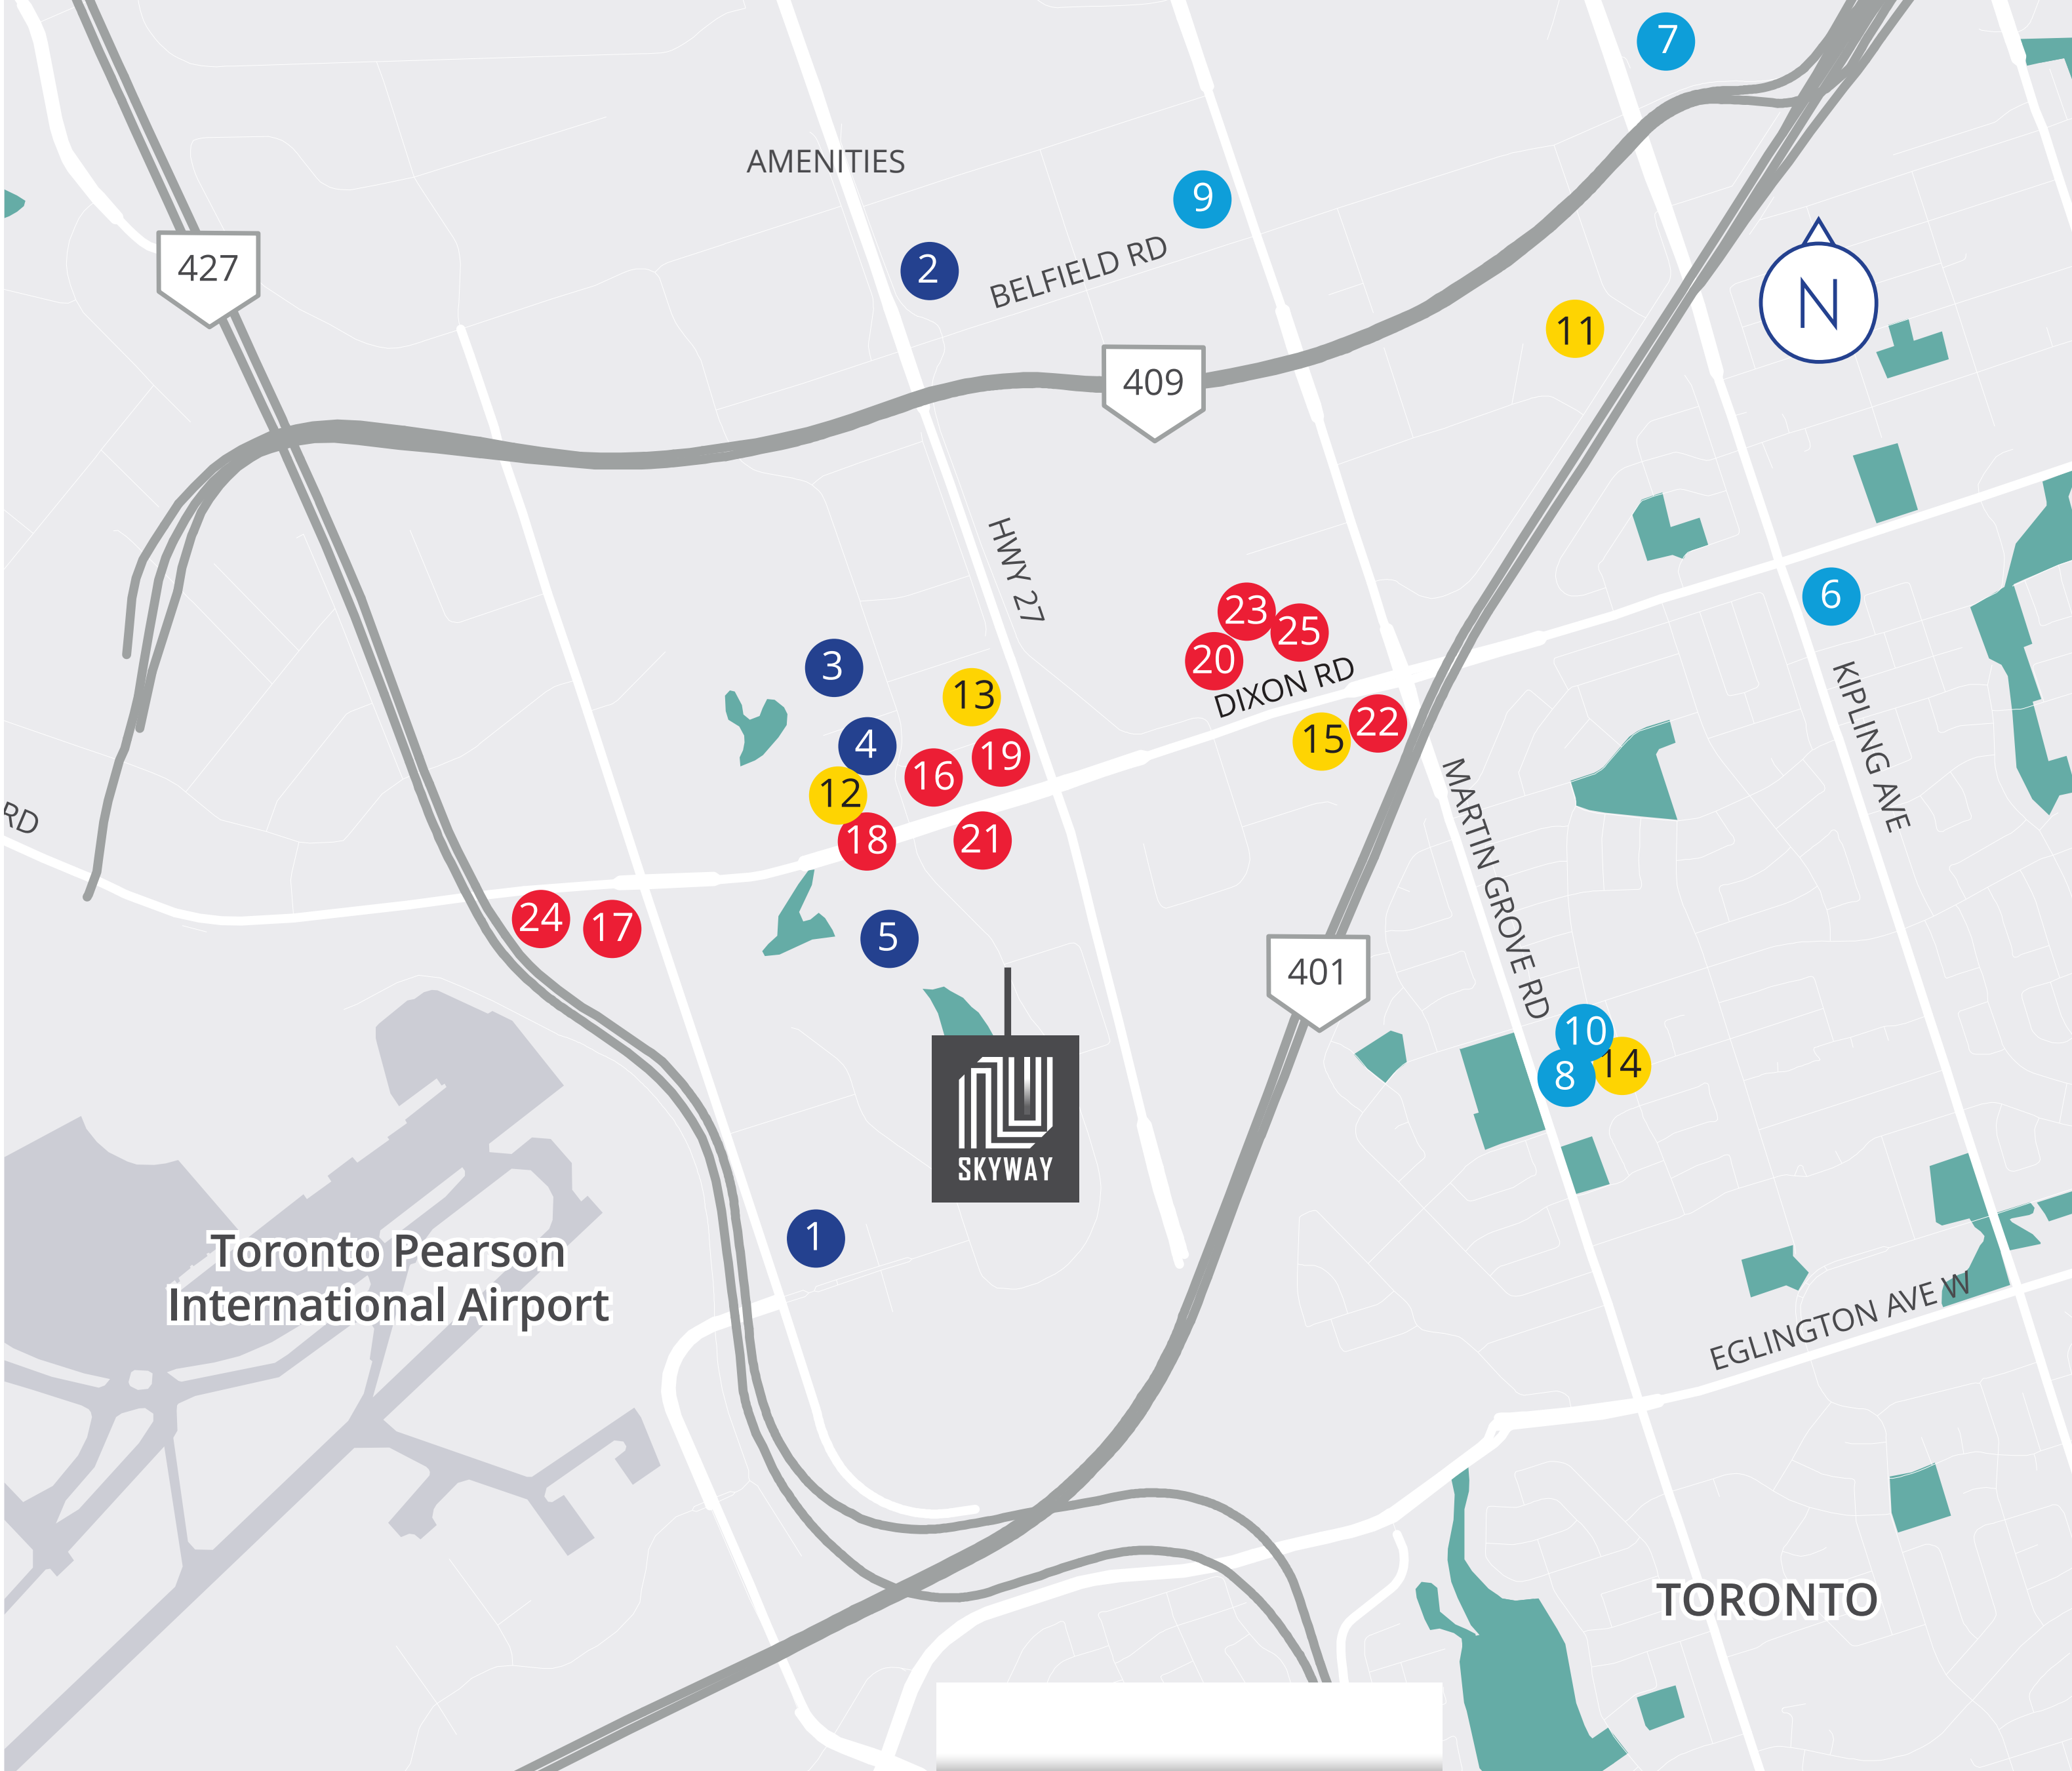 7
AMENITIES
9
427
2
BELFIELD RD
N
11
409
HWY 27
6
23
25
3
20
13
DIXON RD
22
15
4
19
16
12
KIPLING AVE
RD
18
21
MARTIN GROVE RD
24
17
5
401
10
14
8
SKYWAY
1
Toronto Pearson
International Airport
EGLINGTON AVE W
TORONTO